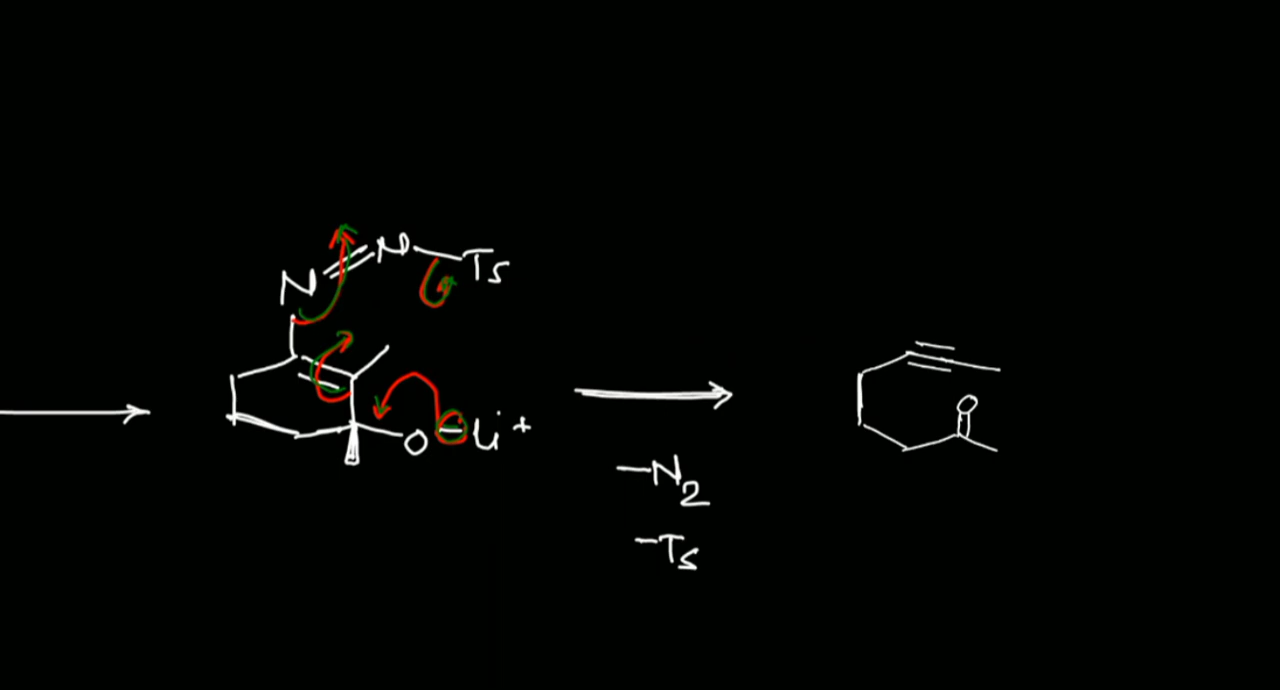 N=N-Ts
O
O ⊖Li+
-N2
-Ts